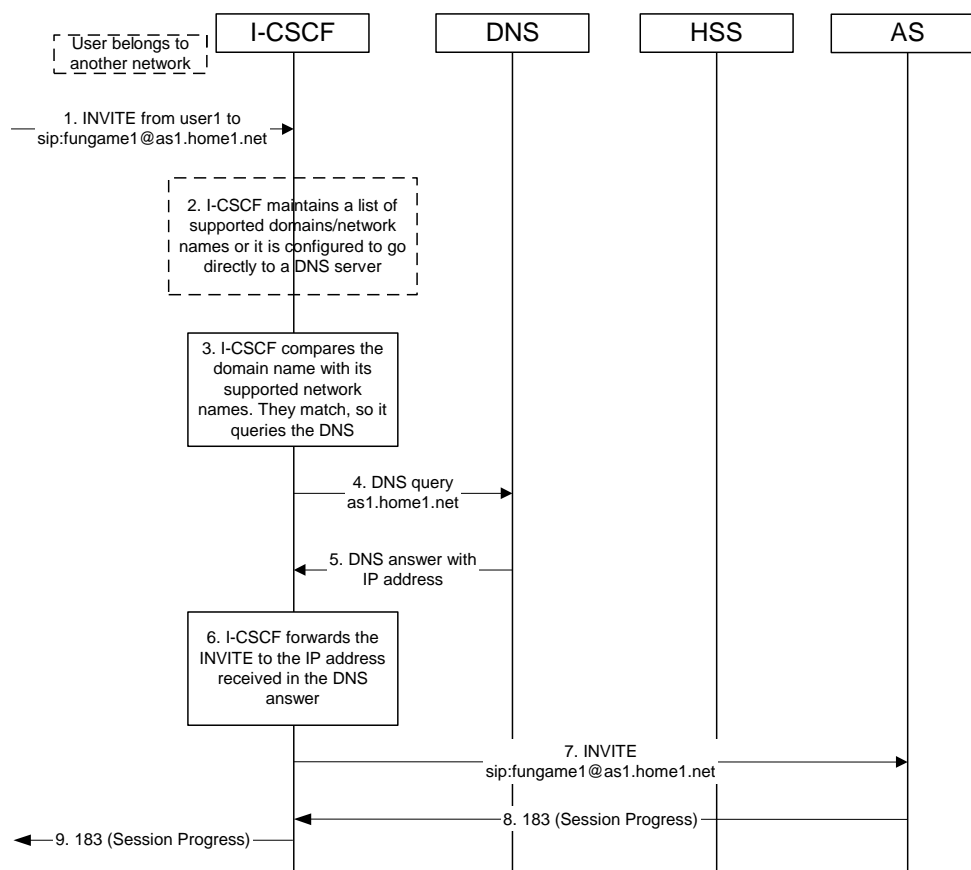 I-CSCF
DNS
HSS
AS
User belongs to
another network
1. INVITE from user1 to
sip:fungame1@as1.home1.net
2. I-CSCF maintains a list of
supported domains/network
names or it is configured to go
directly to a DNS server
3. I-CSCF compares the
domain name with its
supported network
names. They match, so it
queries the DNS
4. DNS query
as1.home1.net
5. DNS answer with
IP address
6. I-CSCF forwards the
INVITE to the IP address
received in the DNS
answer
7. INVITE
sip:fungame1@as1.home1.net
8. 183 (Session Progress)
9. 183 (Session Progress)